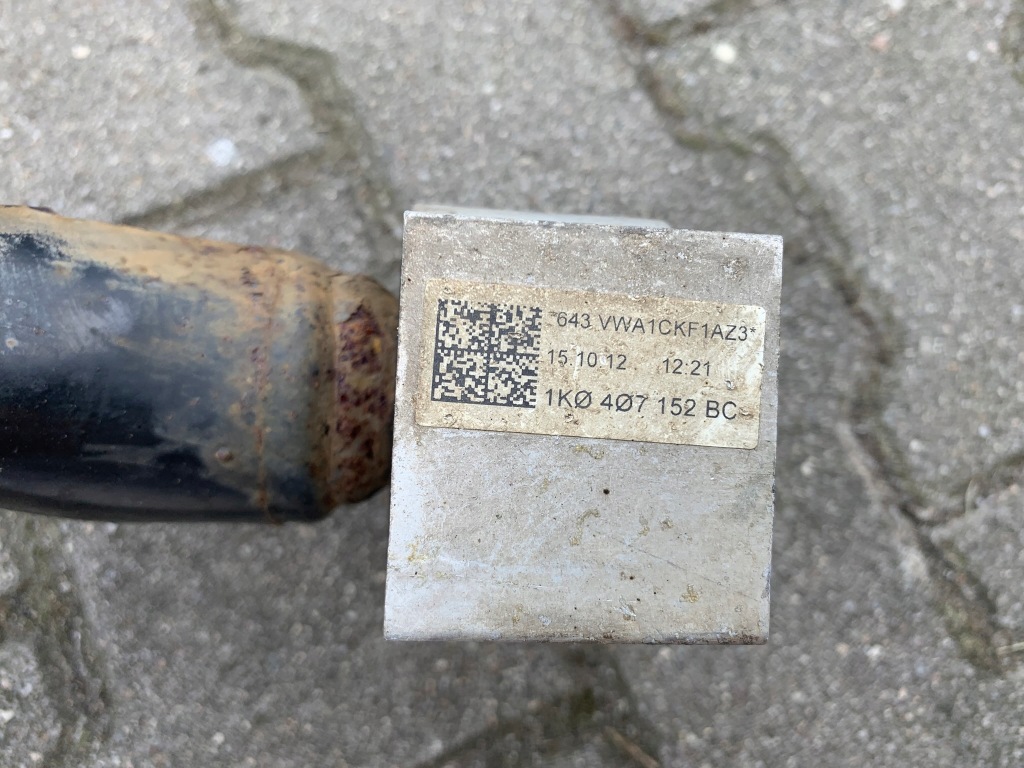 *643 VWA1CKF1AZ3*
15.10.12 12:21
1KØ 4Ø7 152 BC